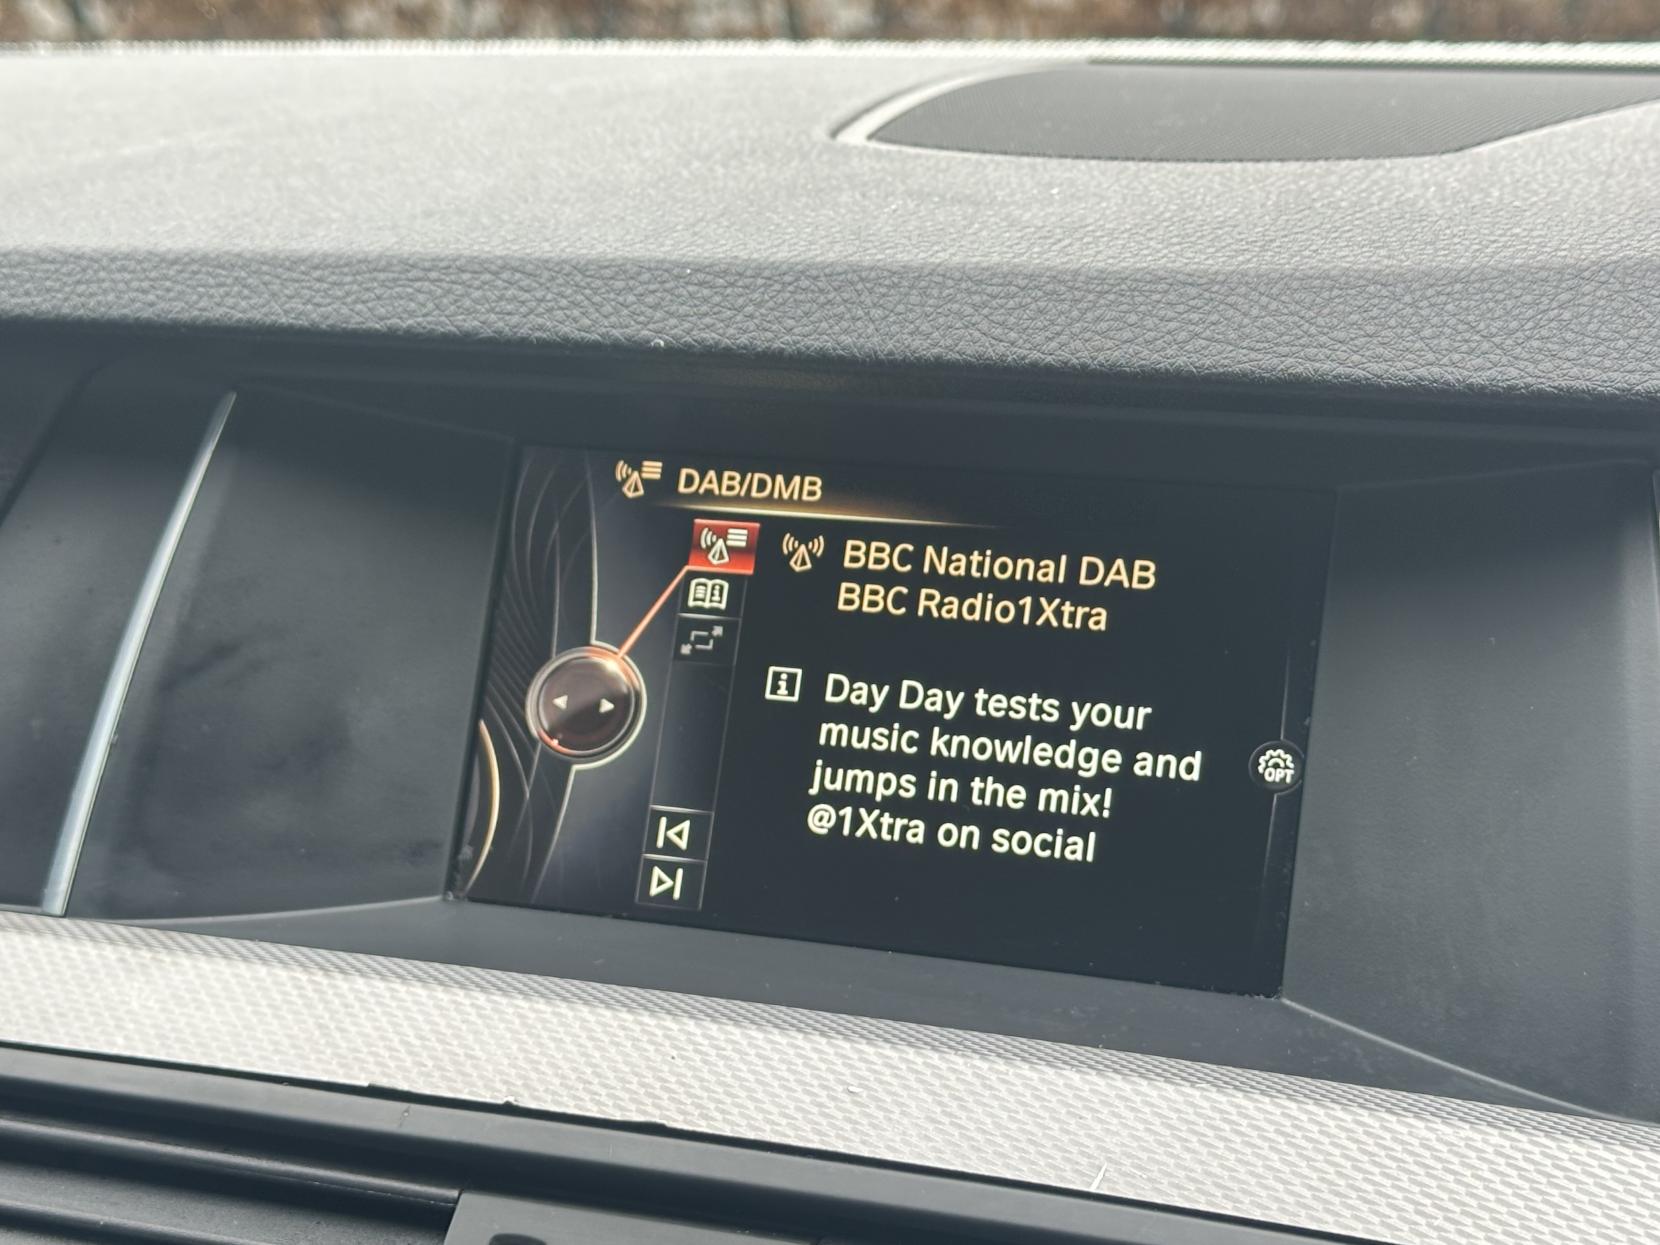 DAB/DMB
BBC National DAB
BBC Radio1Xtra
Day Day tests your
music knowledge and
jumps in the mix!
@1Xtra on social
OPT